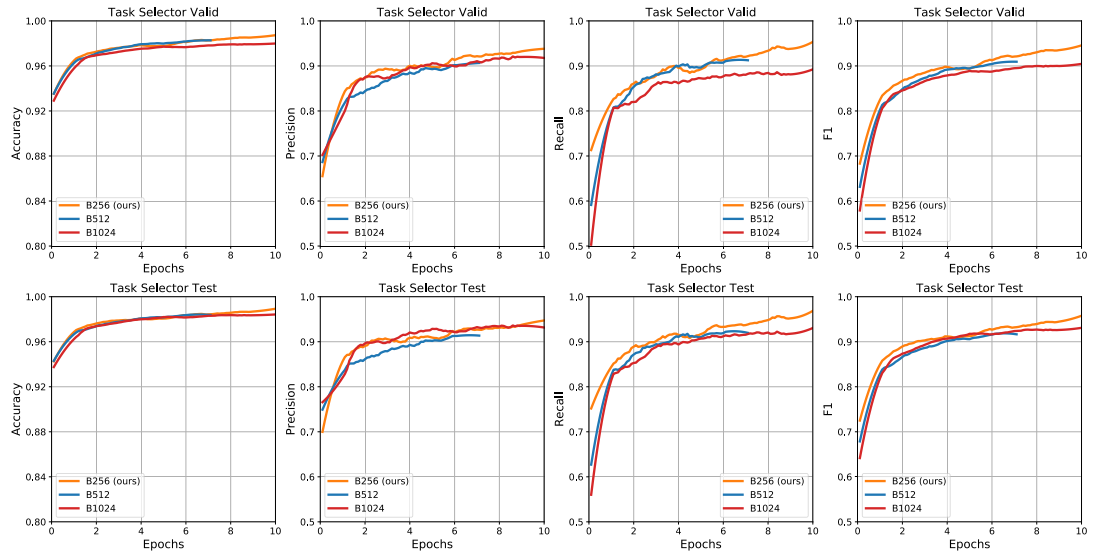 Task Selector Valid
1.00
0.96
0.92
0.88
0.84
0.80
Accuracy
B256 (ours)
B512
B1024
0 2 4 6 8 10
Epochs
Task Selector Valid
1.0
0.9
0.8
0.7
0.6
0.5
Precision
B256 (ours)
B512
B1024
0 2 4 6 8 10
Epochs
Task Selector Valid
1.0
0.9
0.8
0.7
0.6
0.5
Recall
B256 (ours)
B512
B1024
0 2 4 6 8 10
Epochs
Task Selector Valid
1.0
0.9
0.8
0.7
0.6
0.5
F1
B256 (ours)
B512
B1024
0 2 4 6 8 10
Epochs
Task Selector Test
1.00
0.96
0.92
0.88
0.84
0.80
Accuracy
B256 (ours)
B512
B1024
0 2 4 6 8 10
Epochs
Task Selector Test
1.0
0.9
0.8
0.7
0.6
0.5
Precision
B256 (ours)
B512
B1024
0 2 4 6 8 10
Epochs
Task Selector Test
1.0
0.9
0.8
0.7
0.6
0.5
Recall
B256 (ours)
B512
B1024
0 2 4 6 8 10
Epochs
Task Selector Test
1.0
0.9
0.8
0.7
0.6
0.5
F1
B256 (ours)
B512
B1024
0 2 4 6 8 10
Epochs